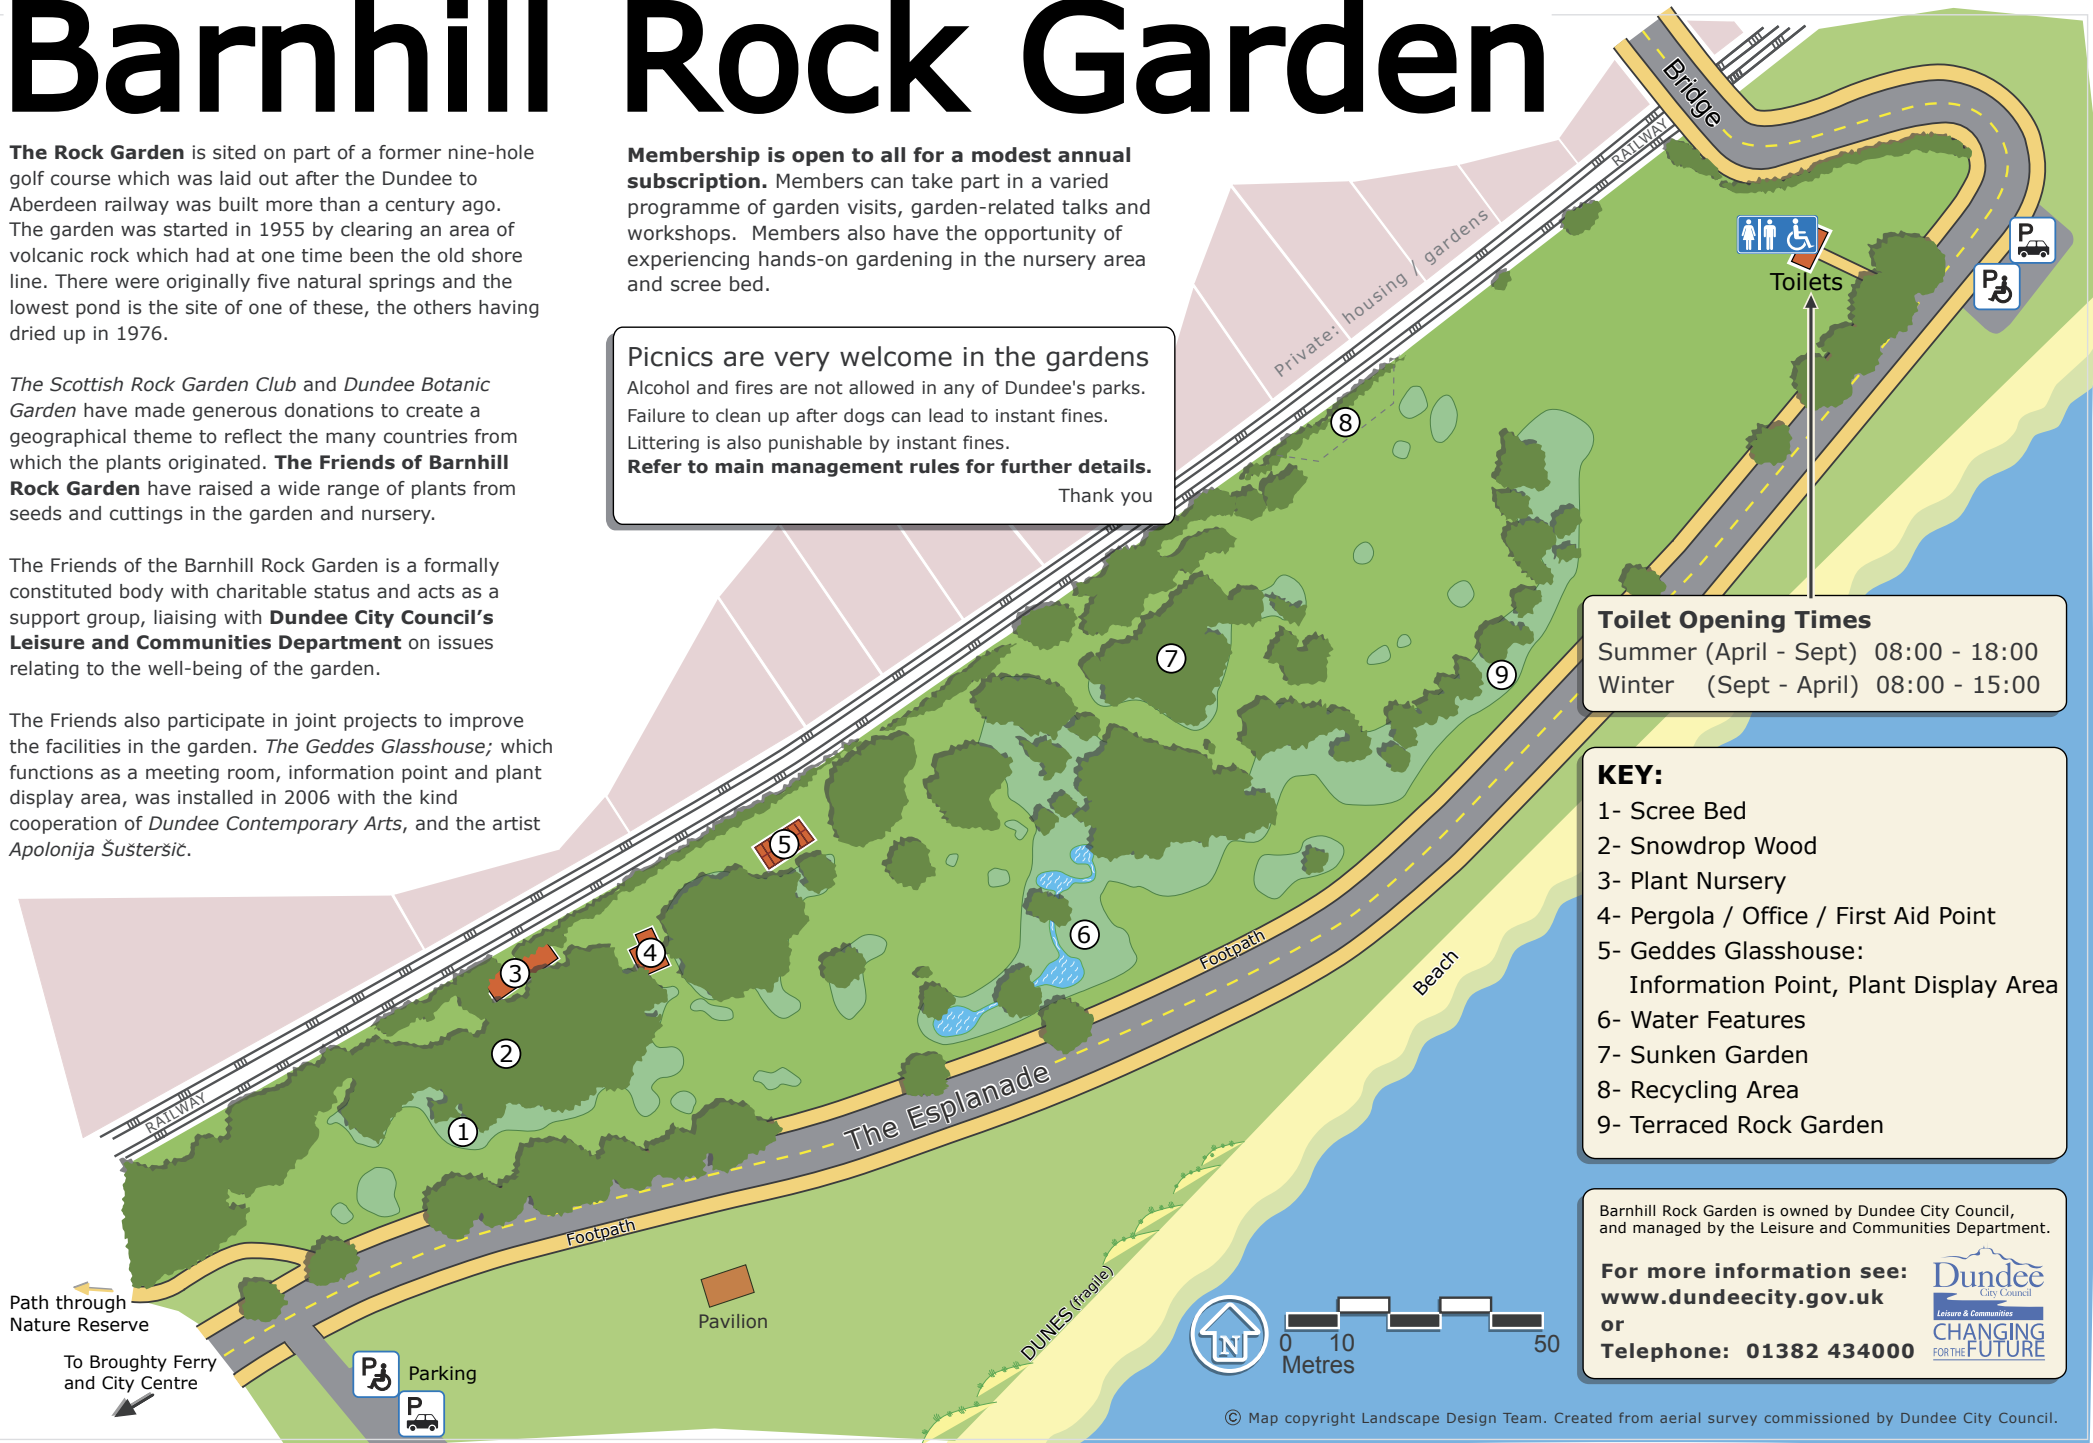 Barnhill Rock Garden
The Rock Garden is sited on part of a former nine-hole
golf course which was laid out after the Dundee to
Aberdeen railway was built more than a century ago.
The garden was started in 1955 by clearing an area of
volcanic rock which had at one time been the old shore
line. There were originally five natural springs and the
lowest pond is the site of one of these, the others having
dried up in 1976.
The Scottish Rock Garden Club and Dundee Botanic
Garden have made generous donations to create a
geographical theme to reflect the many countries from
which the plants originated. The Friends of Barnhill
Rock Garden have raised a wide range of plants from
seeds and cuttings in the garden and nursery.
The Friends of the Barnhill Rock Garden is a formally
constituted body with charitable status and acts as a
support group, liaising with Dundee City Council's
Leisure and Communities Department on issues
relating to the well-being of the garden.
The Friends also participate in joint projects to improve
the facilities in the garden. The Geddes Glasshouse; which
functions as a meeting room, information point and plant
display area, was installed in 2006 with the kind
cooperation of Dundee Contemporary Arts, and the artist
Apolonija Šušteršič.
Membership is open to all for a modest annual
subscription. Members can take part in a varied
programme of garden visits, garden-related talks and
workshops. Members also have the opportunity of
experiencing hands-on gardening in the nursery area
and scree bed.
Picnics are very welcome in the gardens
Alcohol and fires are not allowed in any of Dundee's parks.
Failure to clean up after dogs can lead to instant fines.
Littering is also punishable by instant fines.
Refer to main management rules for further details.
Thank you
Bridge
RAILWAY
Private: housing / gardens
Toilets
P
P
8
7
9
5
4
3
6
2
1
RAILWAY
Footpath
Beach
The Esplanade
Footpath
Pavilion
DUNES (fragile)
Path through
Nature Reserve
To Broughty Ferry
and City Centre
P
Parking
P
Toilet Opening Times
Summer (April - Sept) 08:00 - 18:00
Winter (Sept - April) 08:00 - 15:00
KEY:
1- Scree Bed
2- Snowdrop Wood
3- Plant Nursery
4- Pergola / Office / First Aid Point
5- Geddes Glasshouse:
Information Point, Plant Display Area
6- Water Features
7- Sunken Garden
8- Recycling Area
9- Terraced Rock Garden
Barnhill Rock Garden is owned by Dundee City Council,
and managed by the Leisure and Communities Department.
For more information see:
www.dundeecity.gov.uk
or
Telephone: 01382 434000
Dundee
City Council
Leisure & Communities
CHANGING
FOR THE FUTURE
N
0 10 50
Metres
© Map copyright Landscape Design Team. Created from aerial survey commissioned by Dundee City Council.